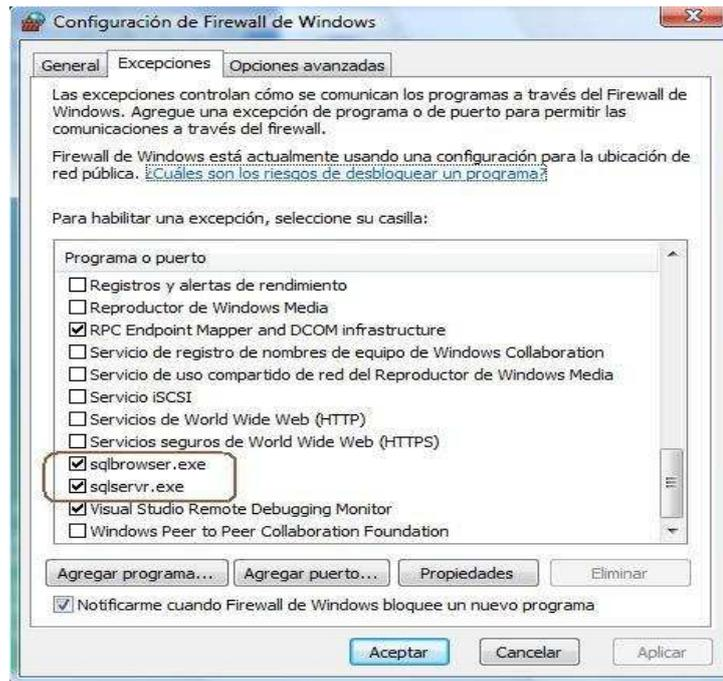 Configuración de Firewall de Windows
General Excepciones Opciones avanzadas
Las excepciones controlan cómo se comunican los programas a través del Firewall de
Windows. Agregue una excepción de programa o de puerto para permitir las
comunicaciones a través del firewall.
Firewall de Windows está actualmente usando una configuración para la ubicación de
red pública. ¿Cuáles son los riesgos de desbloquear un programa?
Para habilitar una excepción, seleccione su casilla:
Programa o puerto
Registros y alertas de rendimiento
Reproductor de Windows Media
RPC Endpoint Mapper and DCOM infrastructure
Servicio de registro de nombres de equipo de Windows Collaboration
Servicio de uso compartido de red del Reproductor de Windows Media
Servicio iSCSI
Servicios de World Wide Web (HTTP)
Servicios seguros de World Wide Web (HTTPS)
sqlbrowser.exe
sqlservr.exe
Visual Studio Remote Debugging Monitor
Windows Peer to Peer Collaboration Foundation
Agregar programa... Agregar puerto... Propiedades Eliminar
Notificarme cuando Firewall de Windows bloquee un nuevo programa
Aceptar Cancelar Aplicar